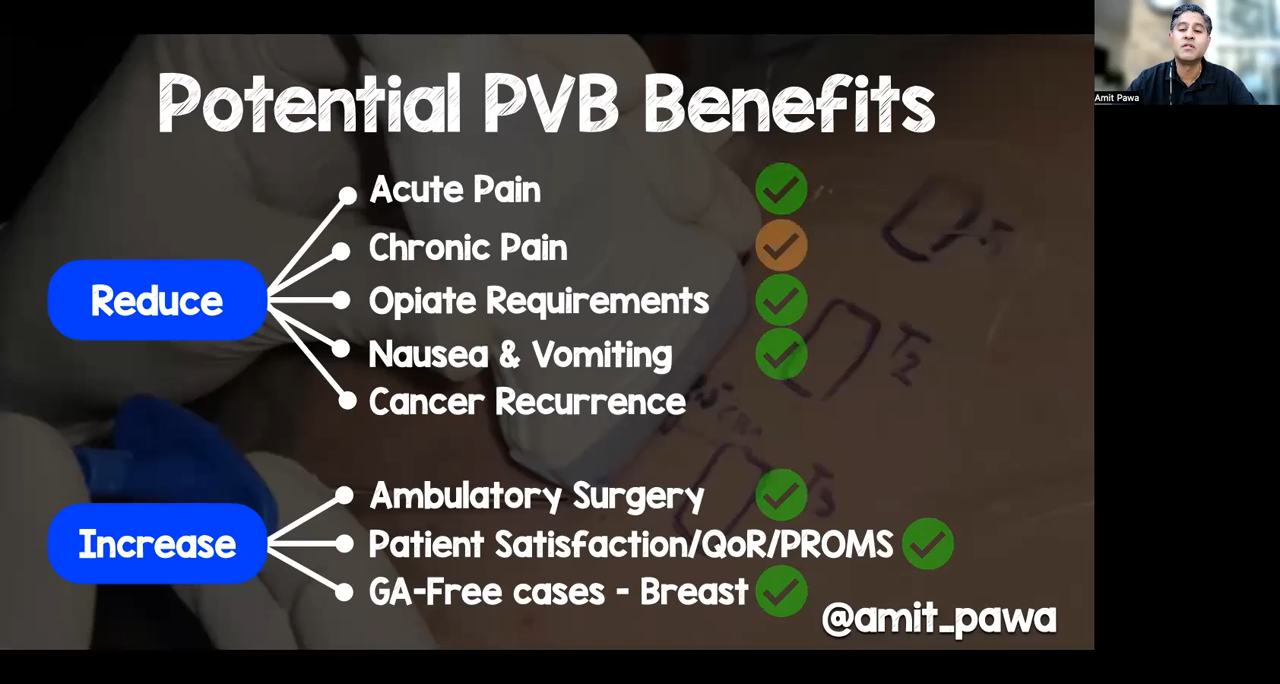 Potential PVB Benefits
Amit Pawa
Reduce
Acute Pain
Chronic Pain
Opiate Requirements
Nausea & Vomiting
Cancer Recurrence
Increase
Ambulatory Surgery
Patient Satisfaction/QoR/PROMS
GA-Free cases - Breast
@amit_pawa
T2